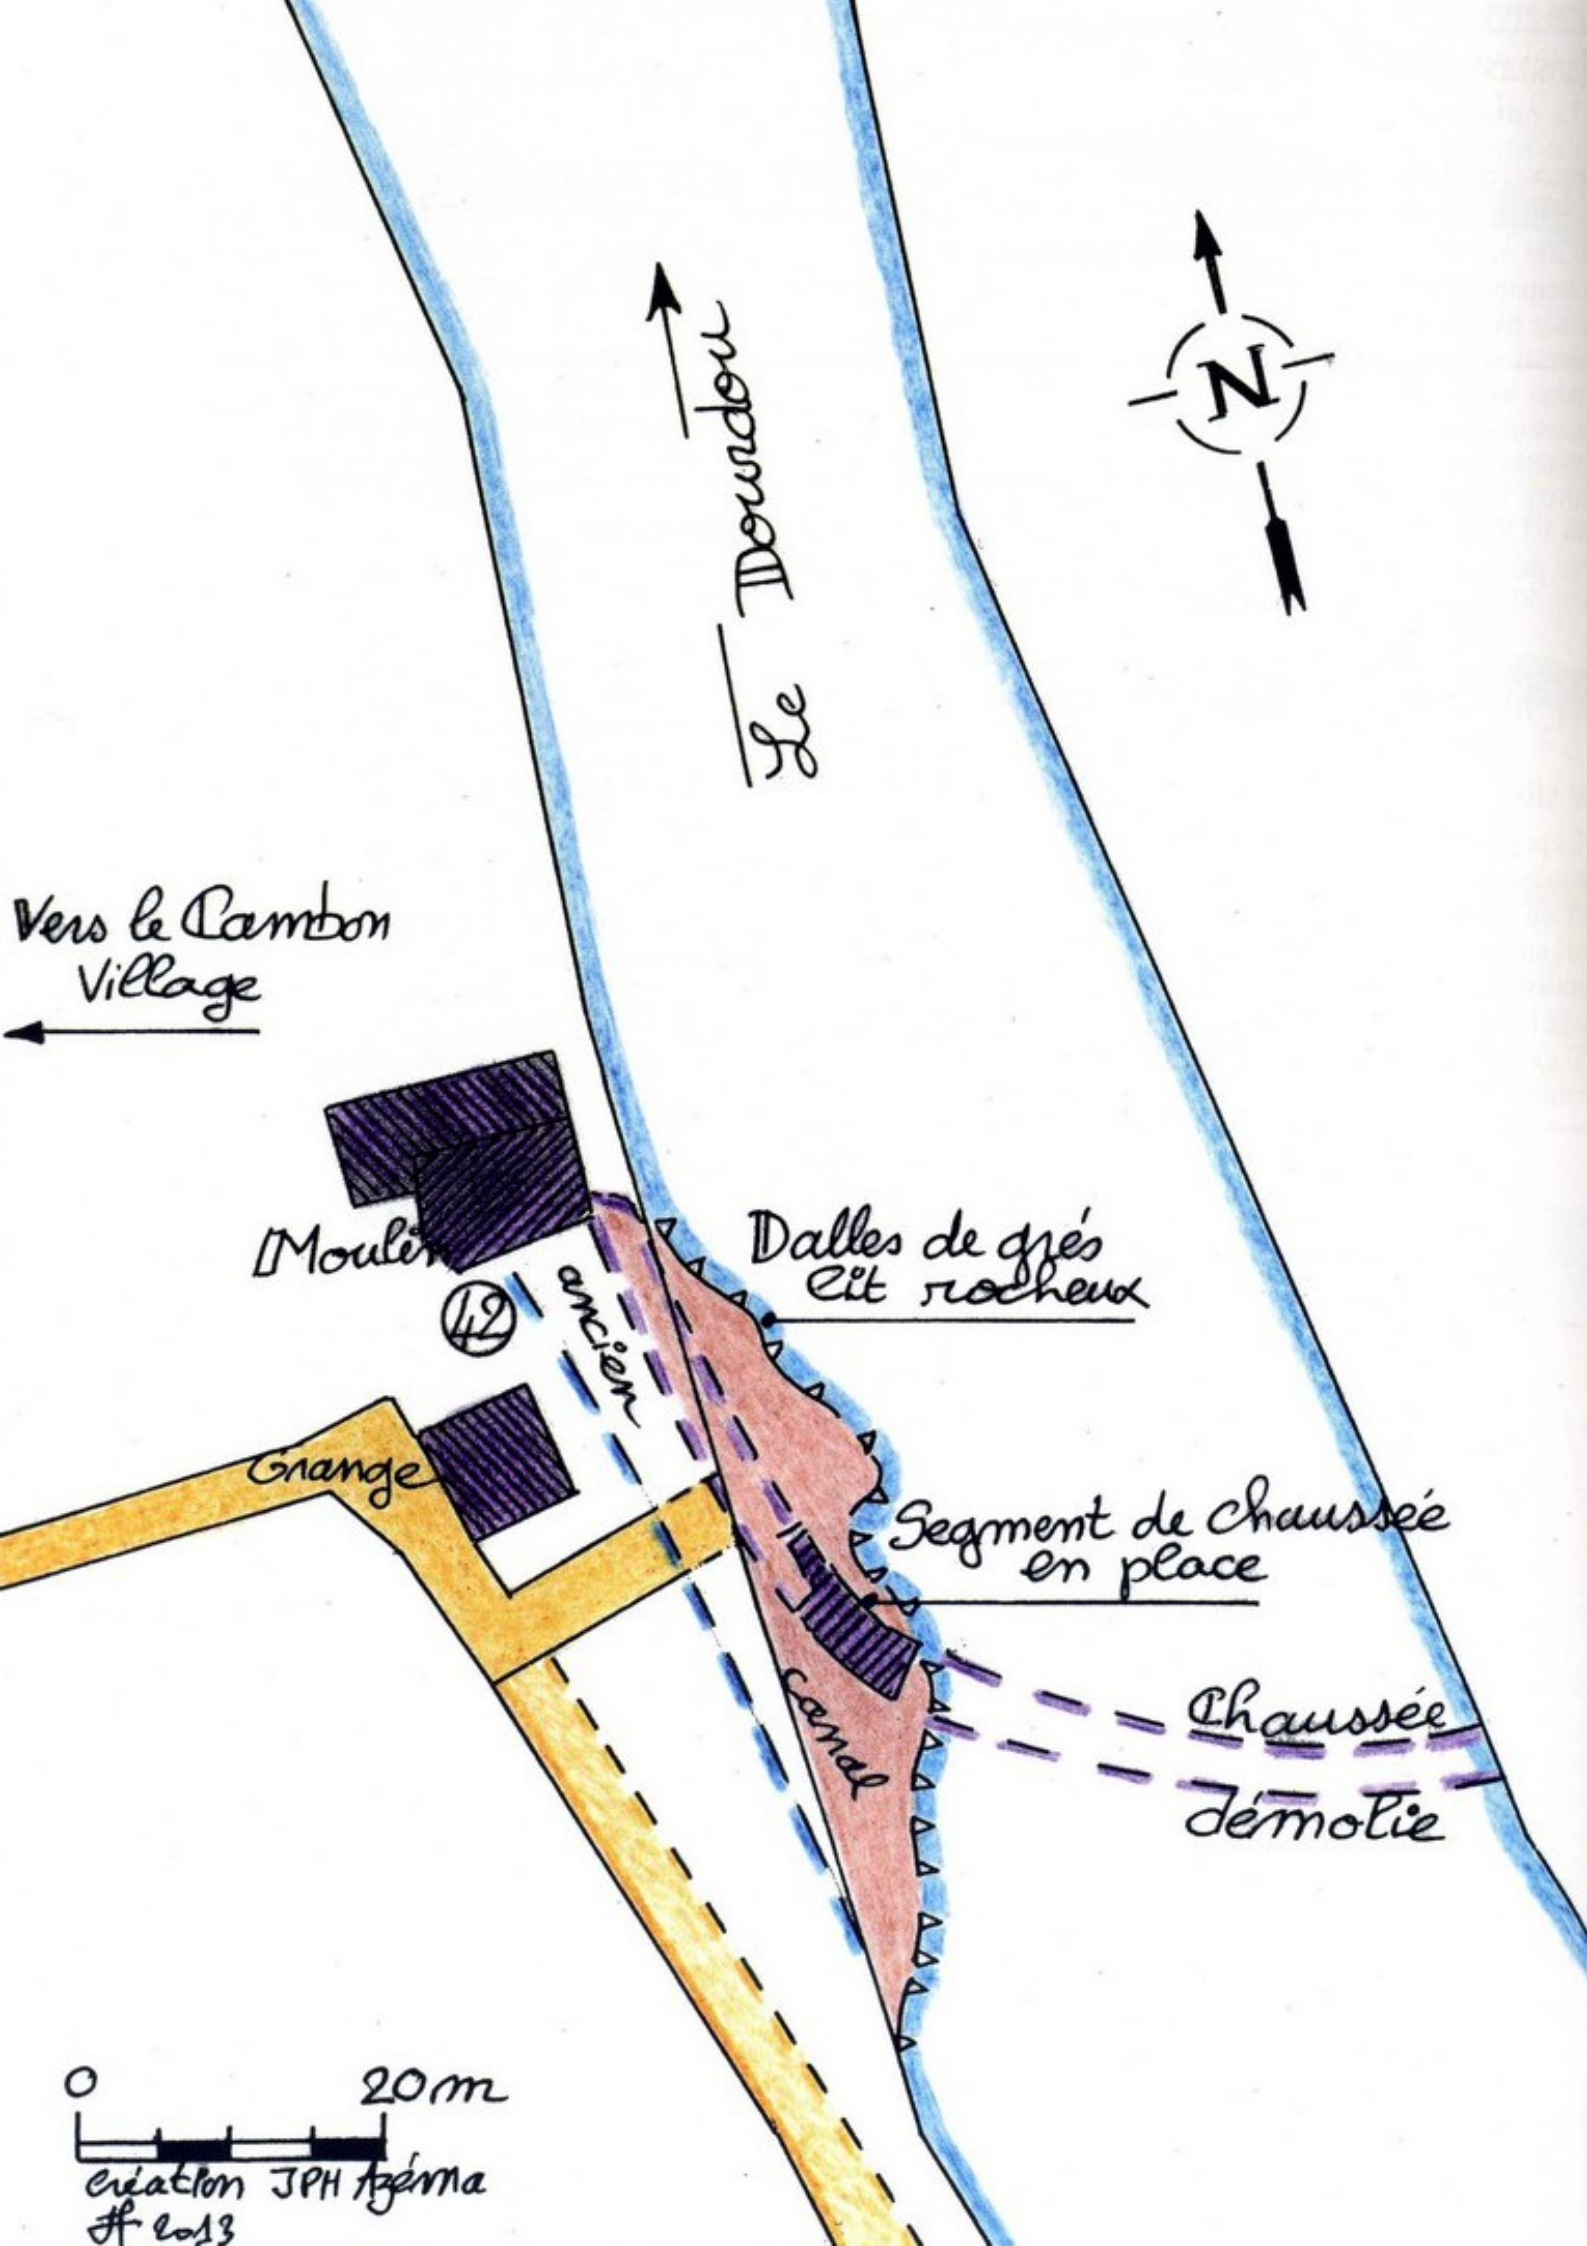 N
Le Dourdou
Vers le Cambon
Village
Moulin
42
ancien
Dalles de grés
lit rocheux
Grange
Segment de chaussée
en place
canal
Chaussée
démolie
0 20m
création JPH Azéma
2013